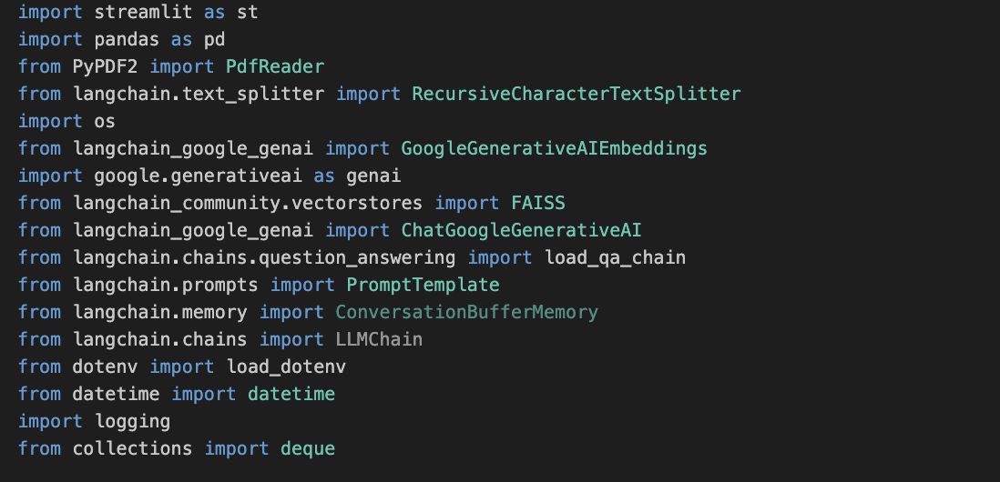 import streamlit as st
import pandas as pd
from PyPDF2 import PdfReader
from langchain.text_splitter import RecursiveCharacterTextSplitter
import os
from langchain_google_genai import GoogleGenerativeAIEmbeddings
import google.generativeai as genai
from langchain_community.vectorstores import FAISS
from langchain_google_genai import ChatGoogleGenerativeAI
from langchain.chains.question_answering import load_qa_chain
from langchain.prompts import PromptTemplate
from langchain.memory import ConversationBufferMemory
from langchain.chains import LLMChain
from dotenv import load_dotenv
from datetime import datetime
import logging
from collections import deque